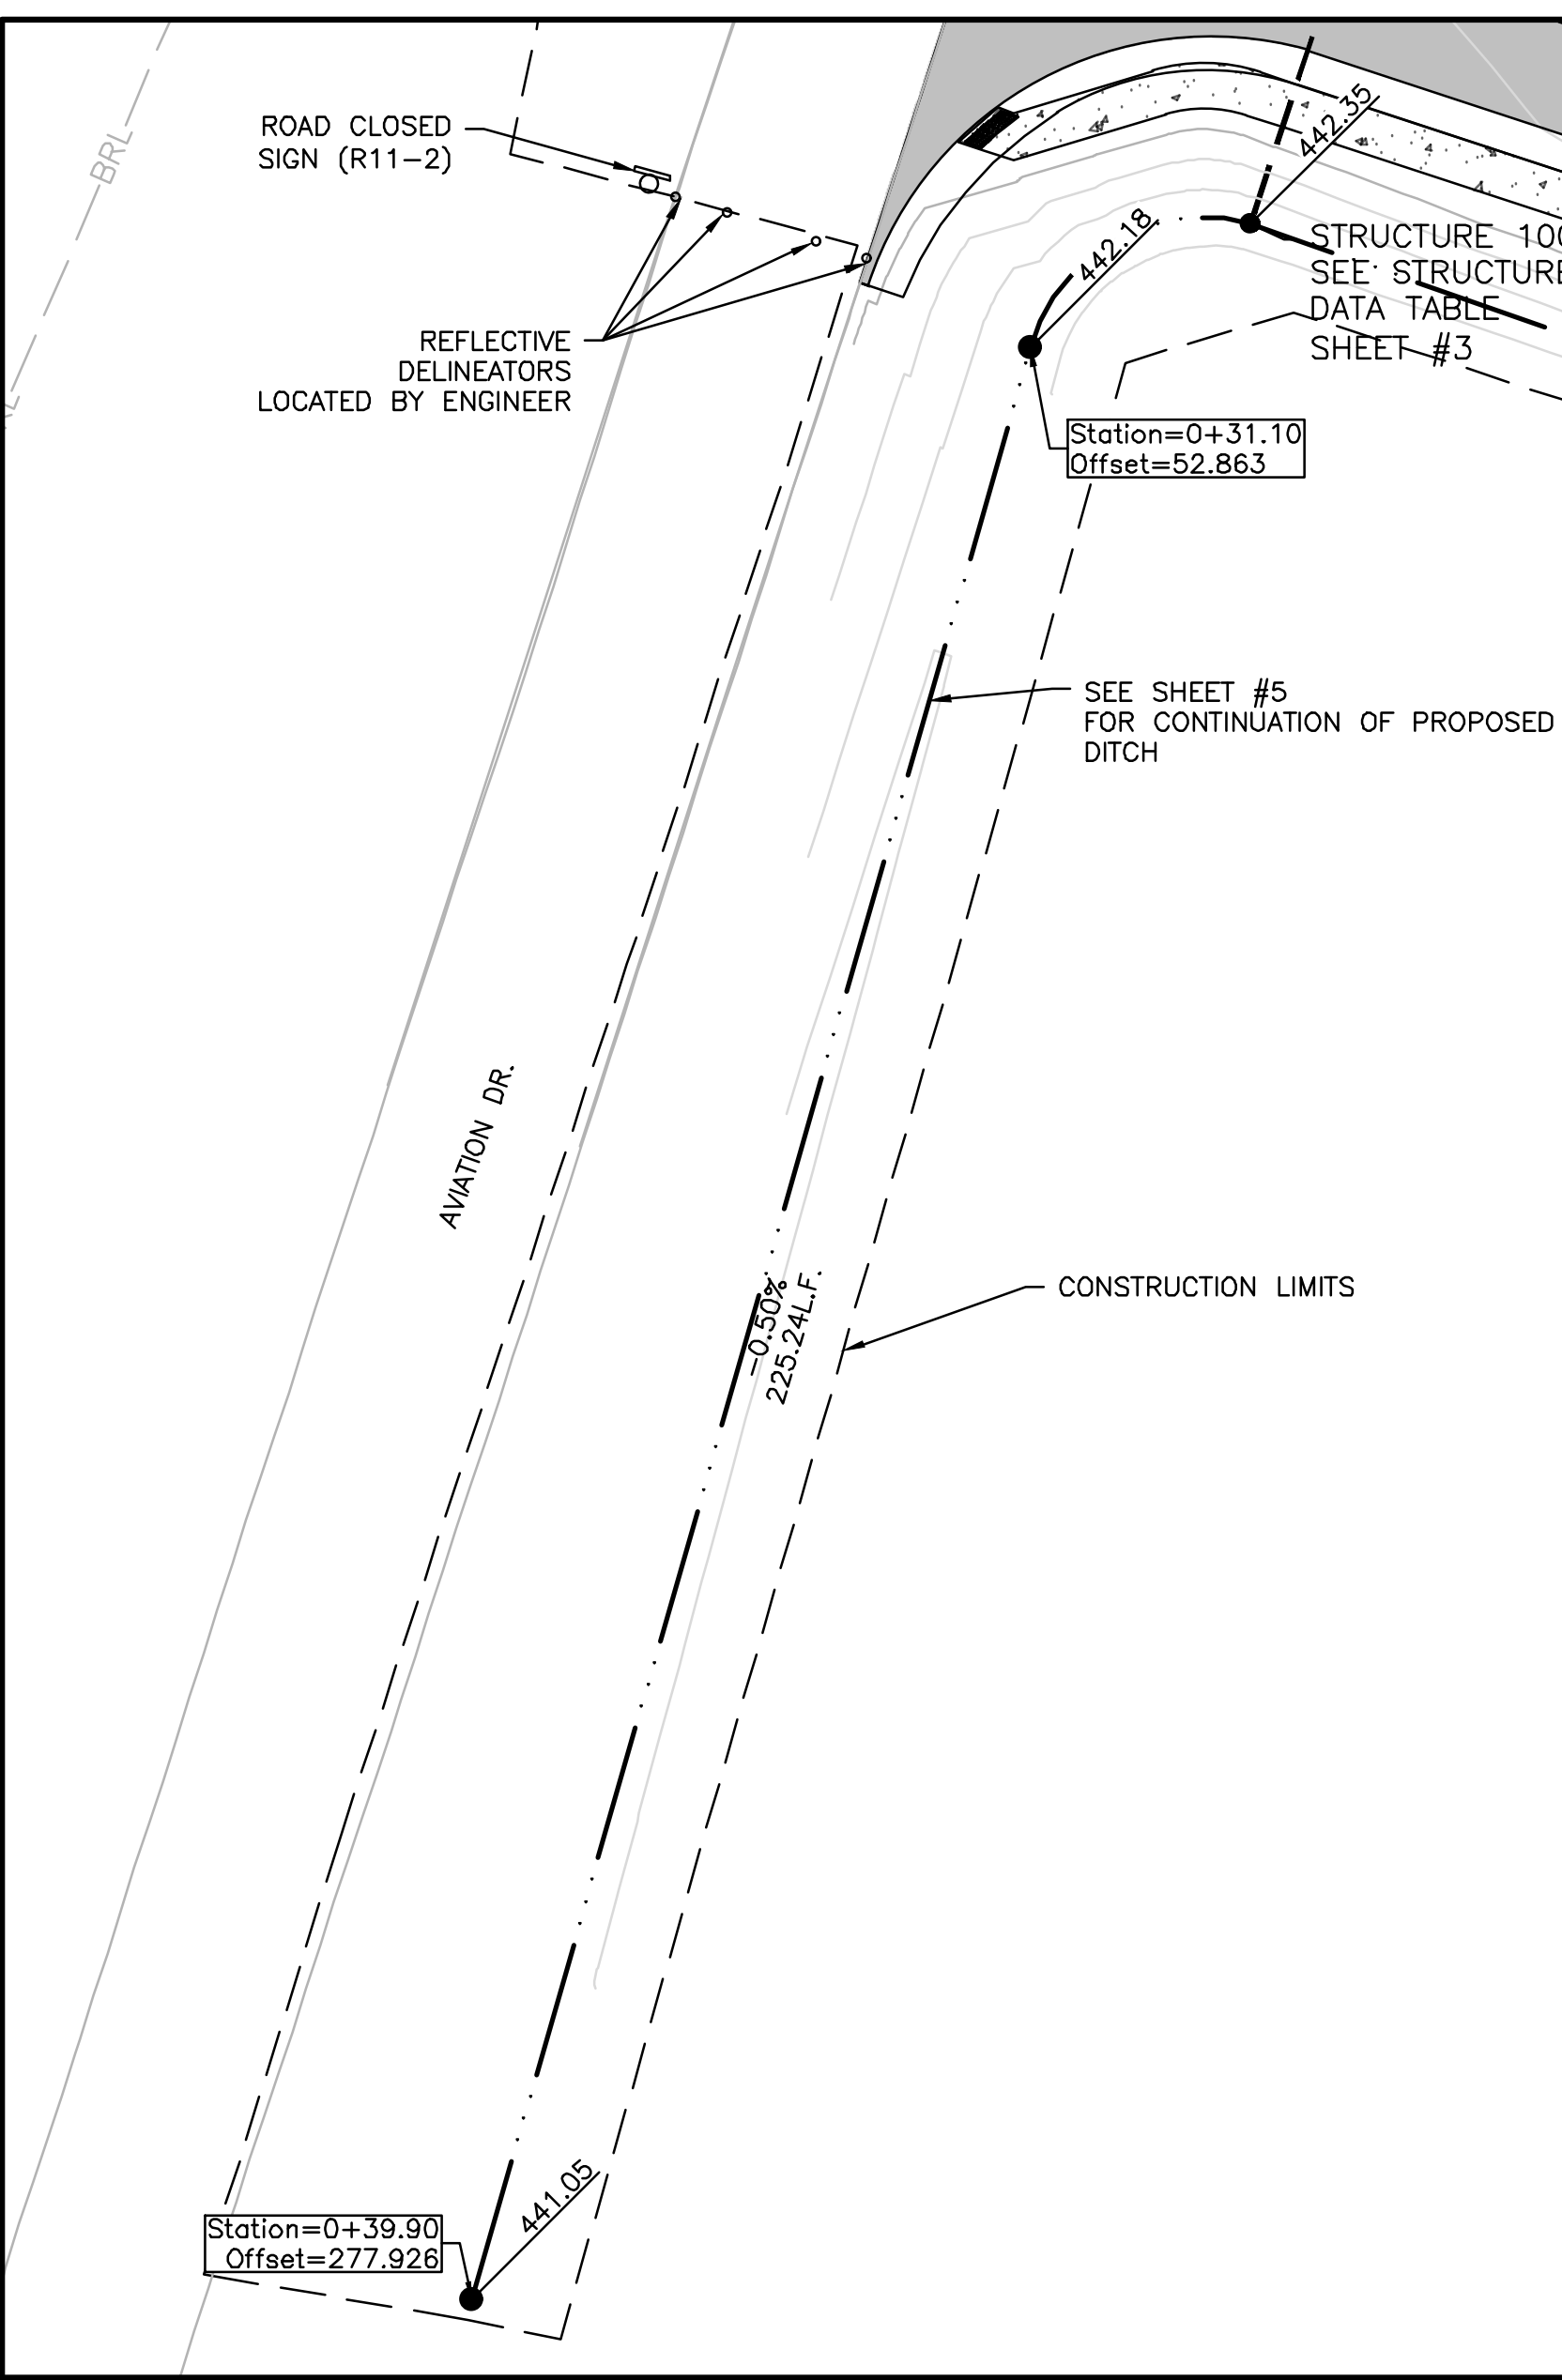 BRL
ROAD CLOSED
SIGN (R11-2)
442.35
442.18
STRUCTURE 100
SEE STRUCTURE
DATA TABLE
SHEET #3
REFLECTIVE
DELINEATORS
LOCATED BY ENGINEER
Station=0+31.10
Offset=52.863
SEE SHEET #5
FOR CONTINUATION OF PROPOSED
DITCH
AVIATION DR.
-0.50%
225.24L.F.
CONSTRUCTION LIMITS
441.05
Station=0+39.90
Offset=277.926